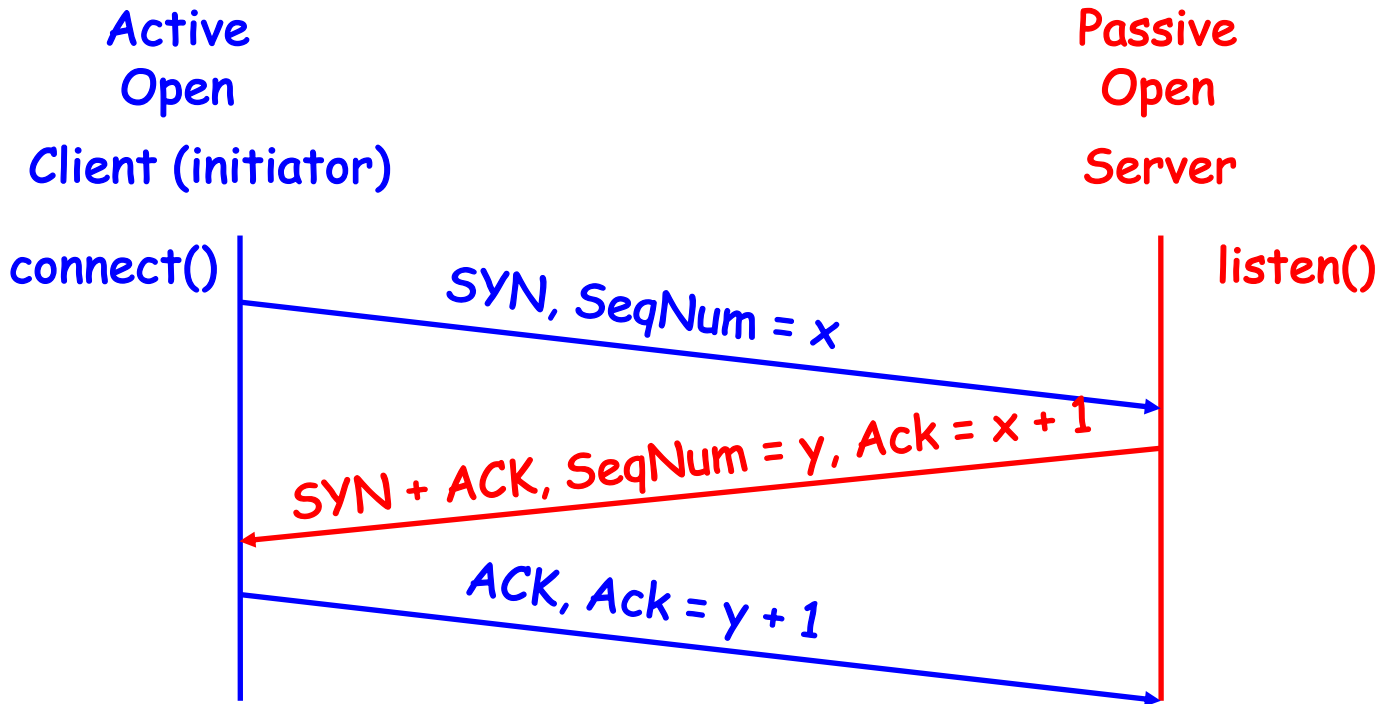 Active
Open
Client (initiator)
Passive
Open
Server
connect()
listen()
SYN, SeqNum = x
SYN + ACK, SeqNum = y, Ack = x + 1
ACK, Ack = y + 1